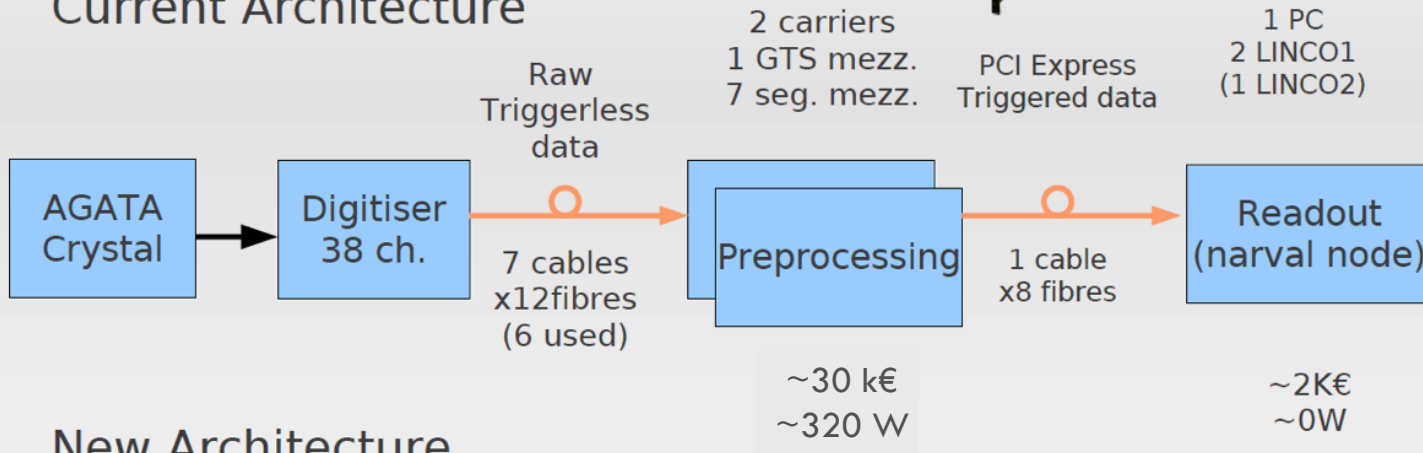 Current Architecture
2 carriers
1 GTS mezz.
7 seg. mezz.
1 PC
2 LINCO1
(1 LINCO2)
Raw
Triggerless
data
PCI Express
Triggered data
AGATA
Crystal
Digitiser
38 ch.
Preprocessing
Readout
(narval node)
7 cables
x12fibres
(6 used)
1 cable
x8 fibres
~30 k€
~320 W
~2K€
~0W
New Architecture